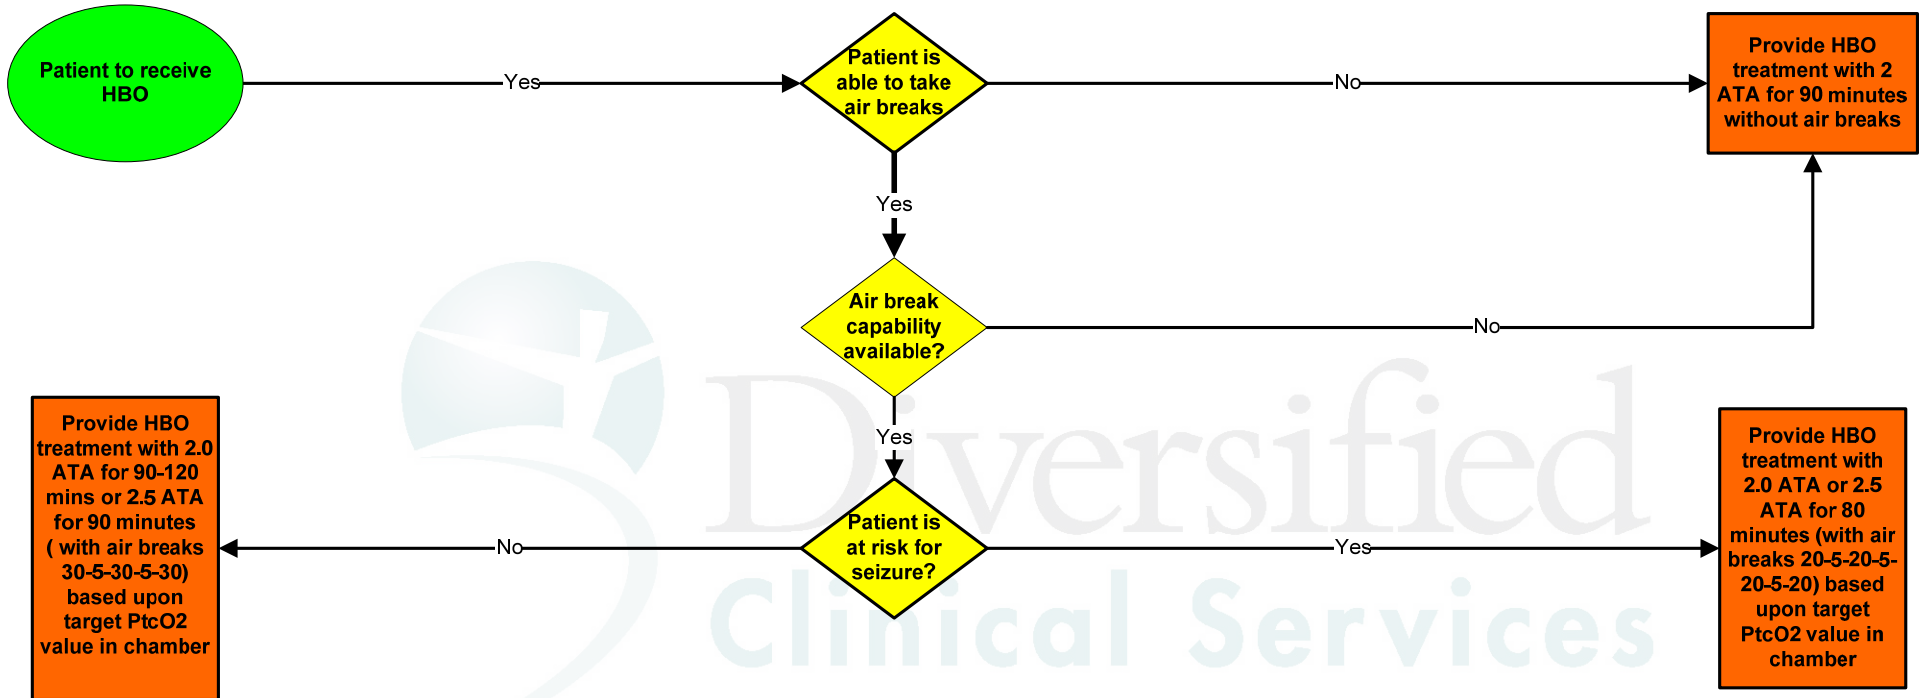 Patient to receive
HBO
Yes
Patient is
able to take
air breaks
No
Provide HBO
treatment with 2
ATA for 90 minutes
without air breaks
Yes
Air break
capability
available?
No
Yes
Provide HBO
treatment with 2.0
ATA for 90-120
mins or 2.5 ATA
for 90 minutes
( with air breaks
30-5-30-5-30)
based upon
target PtcO2
value in chamber
No
Patient is
at risk for
seizure?
Yes
Provide HBO
treatment with
2.0 ATA or 2.5
ATA for 80
minutes (with air
breaks 20-5-20-5-
20-5-20) based
upon target
PtcO2 value in
chamber
Diversified
Clinical Services